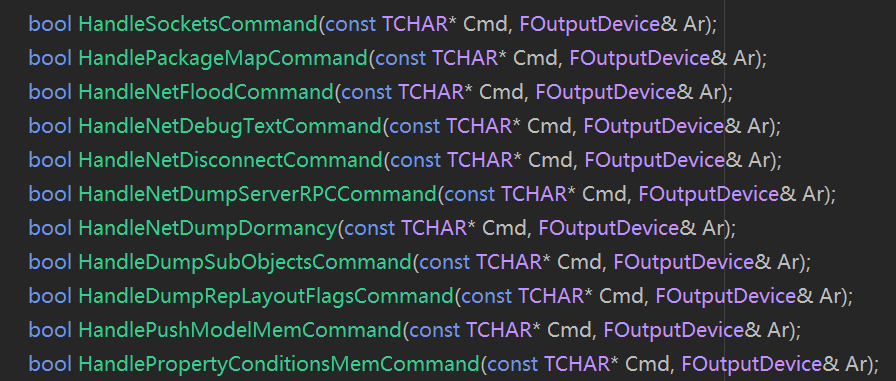 bool HandleSocketsCommand(const TCHAR* Cmd, FOutputDevice& Ar);
bool HandlePackageMapCommand(const TCHAR* Cmd, FOutputDevice& Ar);
bool HandleNetFloodCommand(const TCHAR* Cmd, FOutputDevice& Ar);
bool HandleNetDebugTextCommand(const TCHAR* Cmd, FOutputDevice& Ar);
bool HandleNetDisconnectCommand(const TCHAR* Cmd, FOutputDevice& Ar);
bool HandleNetDumpServerRPCCommand(const TCHAR* Cmd, FOutputDevice& Ar);
bool HandleNetDumpDormancy(const TCHAR* Cmd, FOutputDevice& Ar);
bool HandleDumpSubObjectsCommand(const TCHAR* Cmd, FOutputDevice& Ar);
bool HandleDumpRepLayoutFlagsCommand(const TCHAR* Cmd, FOutputDevice& Ar);
bool HandlePushModelMemCommand(const TCHAR* Cmd, FOutputDevice& Ar);
bool HandlePropertyConditionsMemCommand(const TCHAR* Cmd, FOutputDevice& Ar);